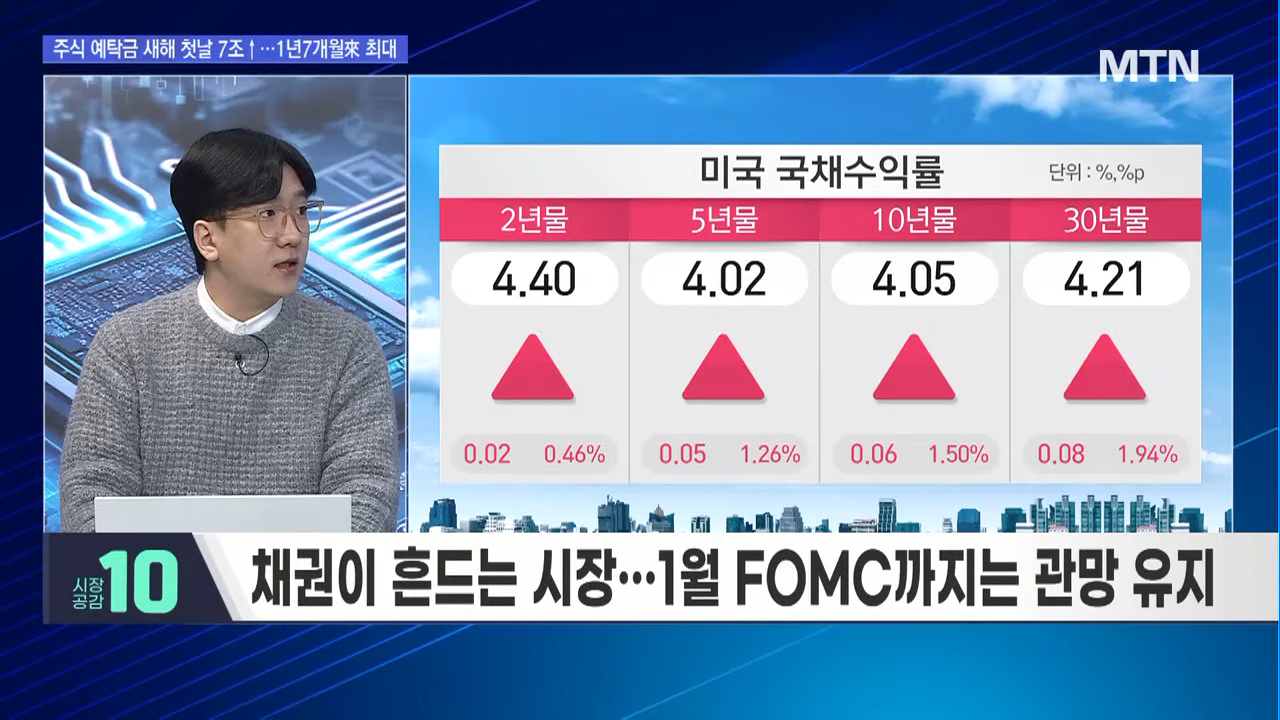 주식 예탁금 새해 첫날 7조↑…1년7개월來 최대
MTN
미국 국채수익률
단위 : %,%p
2년물 5년물 10년물 30년물
4.40 4.02 4.05 4.21
0.02 0.46% 0.05 1.26% 0.06 1.50% 0.08 1.94%
시장
공감
10
채권이 흔드는 시장…1월 FOMC까지는 관망 유지